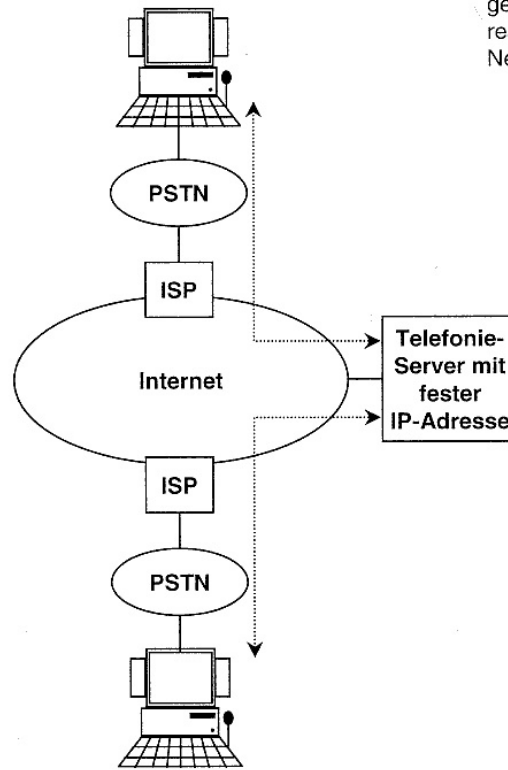 PSTN
ISP
Internet
Telefonie-
Server mit
fester
IP-Adresse
ISP
PSTN